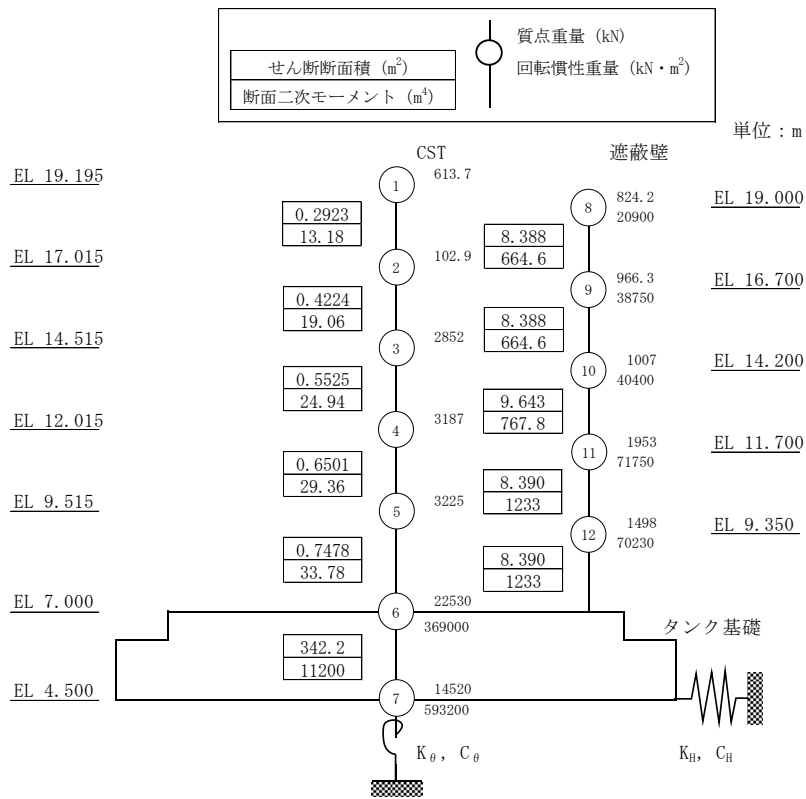 質点重量 (kN)
回転慣性重量 (kN・m²)
せん断断面積 (m²)
断面二次モーメント (m⁴)
単位：m
CST
遮蔽壁
EL 19.195
1
613.7
8
824.2
20900
EL 19.000
0.2923
13.18
8.388
664.6
EL 17.015
2
102.9
9
966.3
38750
EL 16.700
0.4224
19.06
8.388
664.6
EL 14.515
3
2852
10
1007
40400
EL 14.200
0.5525
24.94
9.643
767.8
EL 12.015
4
3187
11
1953
71750
EL 11.700
0.6501
29.36
8.390
1233
EL 9.515
5
3225
12
1498
70230
EL 9.350
0.7478
33.78
8.390
1233
EL 7.000
6
22530
369000
タンク基礎
342.2
11200
EL 4.500
7
14520
593200
Kθ, Cθ
KH, CH